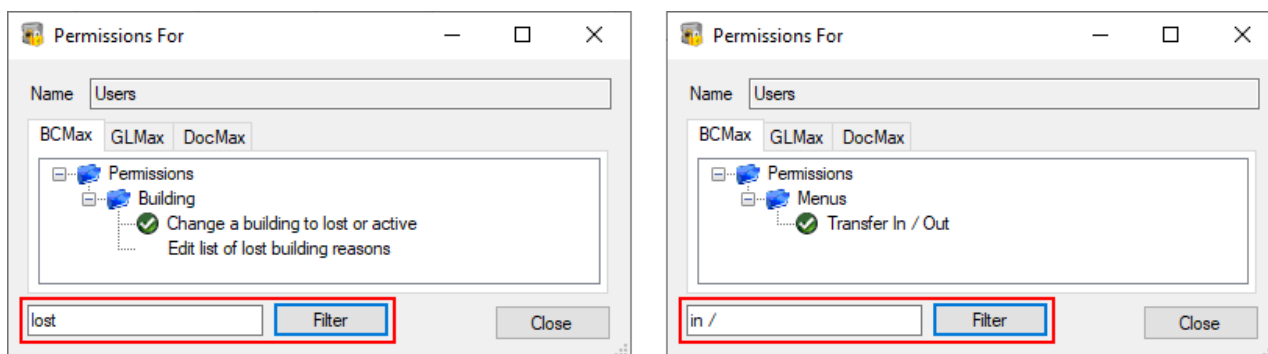 Permissions For
Name Users
BCMax GLMax DocMax
Permissions
Building
Change a building to lost or active
Edit list of lost building reasons
lost Filter Close
Permissions For
Name Users
BCMax GLMax DocMax
Permissions
Menus
Transfer In / Out
in / Filter Close